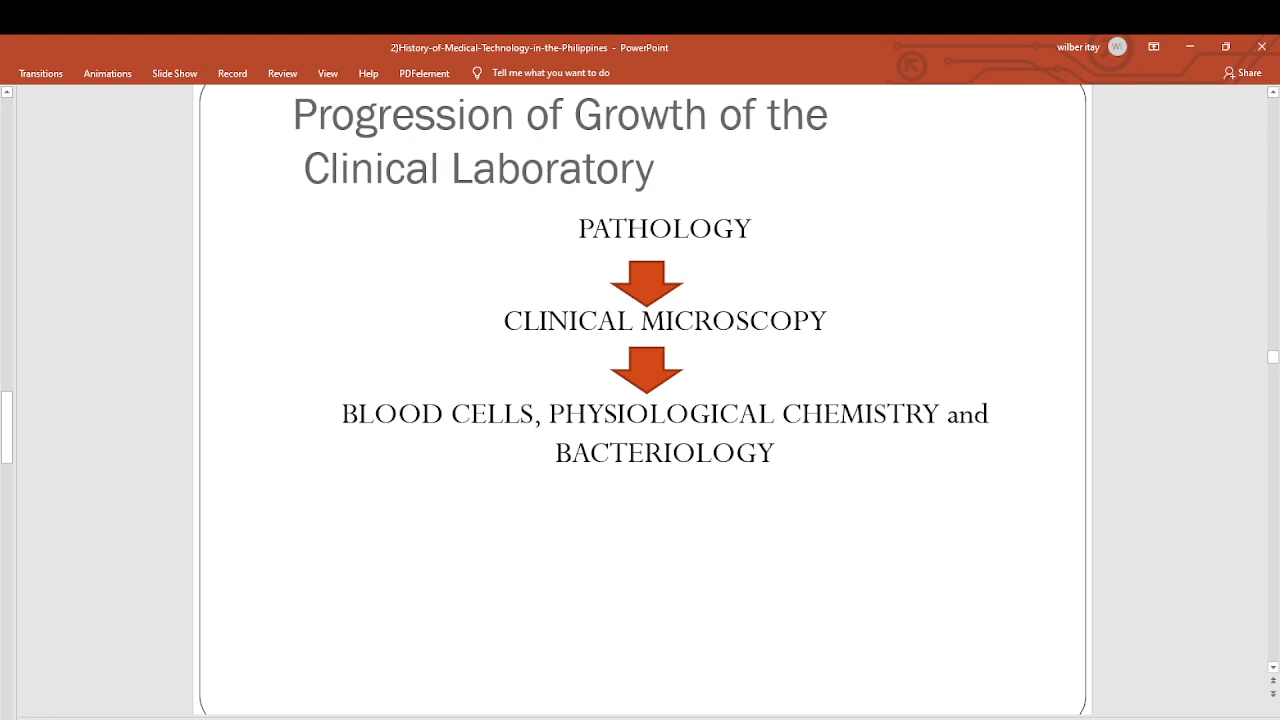 2)History-of-Medical-Technology-in-the-Philippines - PowerPoint
wilber itay WI
Transitions Animations Slide Show Record Review View Help PDFelement Tell me what you want to do Share
Progression of Growth of the
Clinical Laboratory
PATHOLOGY
CLINICAL MICROSCOPY
BLOOD CELLS, PHYSIOLOGICAL CHEMISTRY and
BACTERIOLOGY